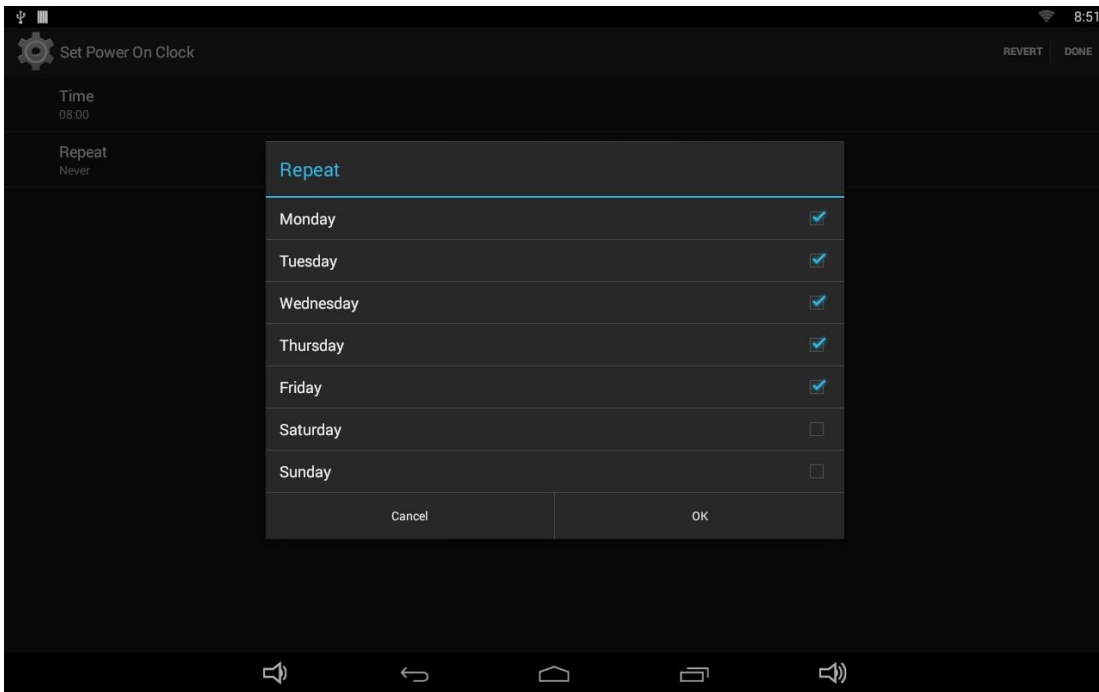 8:51
Set Power On Clock
REVERT DONE
Time
08:00
Repeat
Never
Repeat
Monday
Tuesday
Wednesday
Thursday
Friday
Saturday
Sunday
Cancel OK